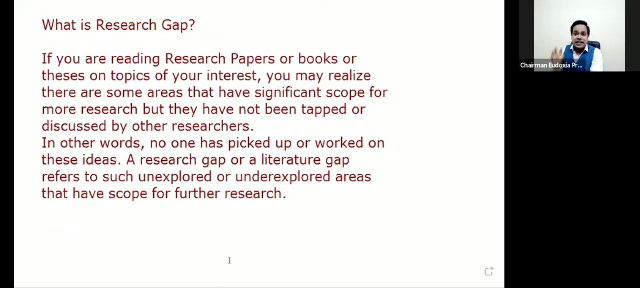 What is Research Gap?
If you are reading Research Papers or books or
theses on topics of your interest, you may realize
there are some areas that have significant scope for
more research but they have not been tapped or
discussed by other researchers.
In other words, no one has picked up or worked on
these ideas. A research gap or a literature gap
refers to such unexplored or underexplored areas
that have scope for further research.
Chairman Eudoxia Pr...